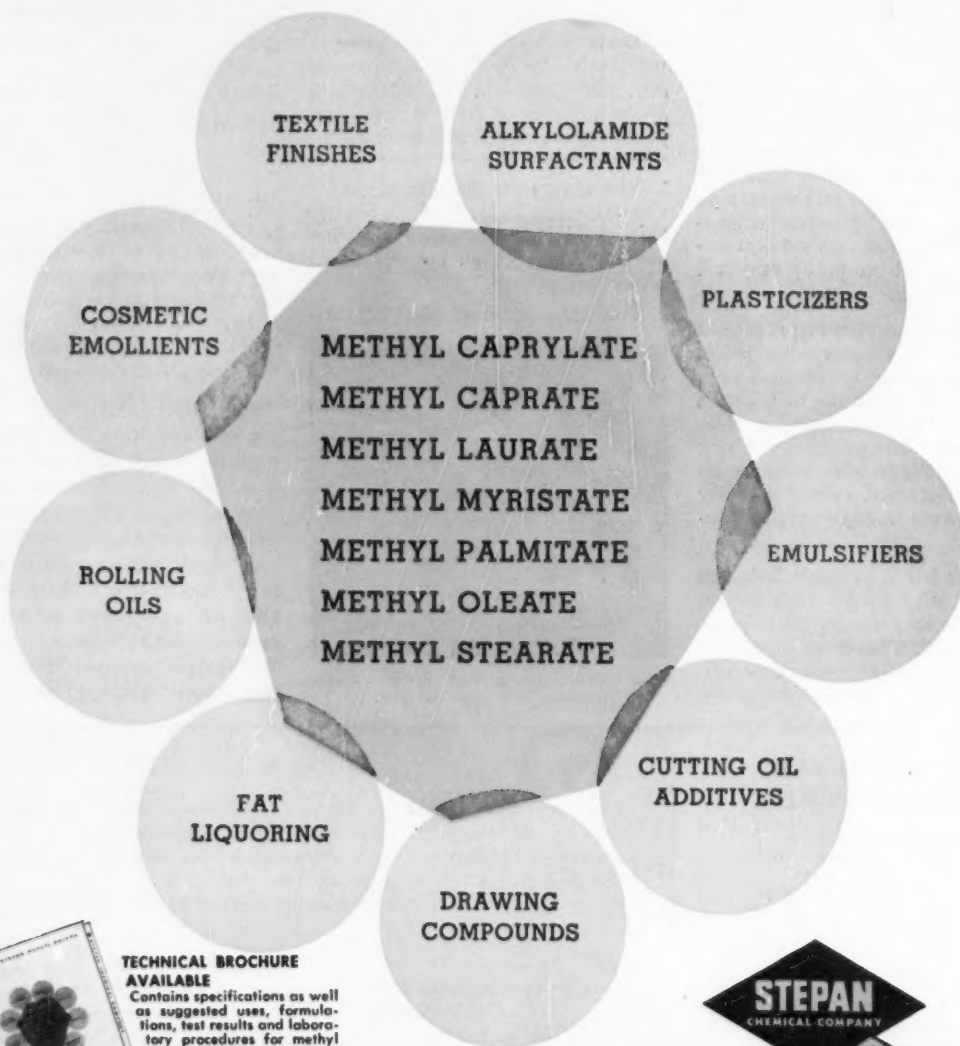 TEXTILE
FINISHES
ALKYLOLAMIDE
SURFACTANTS
COSMETIC
EMOLLIENTS
PLASTICIZERS
METHYL CAPRYLATE
METHYL CAPRATE
METHYL LAURATE
METHYL MYRISTATE
METHYL PALMITATE
METHYL OLEATE
METHYL STEARATE
ROLLING
OILS
EMULSIFIERS
FAT
LIQUORING
CUTTING OIL
ADDITIVES
DRAWING
COMPOUNDS
TECHNICAL BROCHURE
AVAILABLE
Contains specifications as well
as suggested uses, formula-
tions, test results and labora-
tory procedures for methyl
STEPAN
CHEMICAL COMPANY